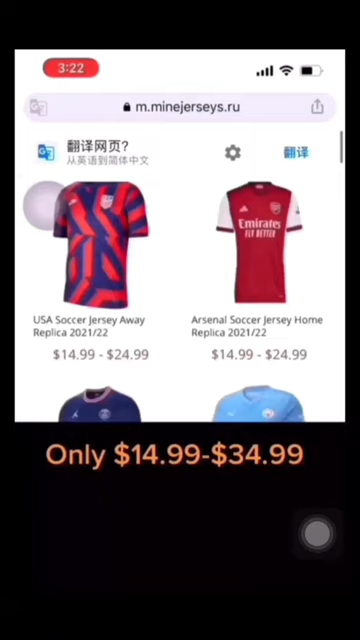 3:22
m.minejerseys.ru
翻译网页?
从英语到简体中文
翻译
Emirates
FLY BETTER
USA Soccer Jersey Away
Replica 2021/22
$14.99 - $24.99
Arsenal Soccer Jersey Home
Replica 2021/22
$14.99 - $24.99
Only $14.99-$34.99